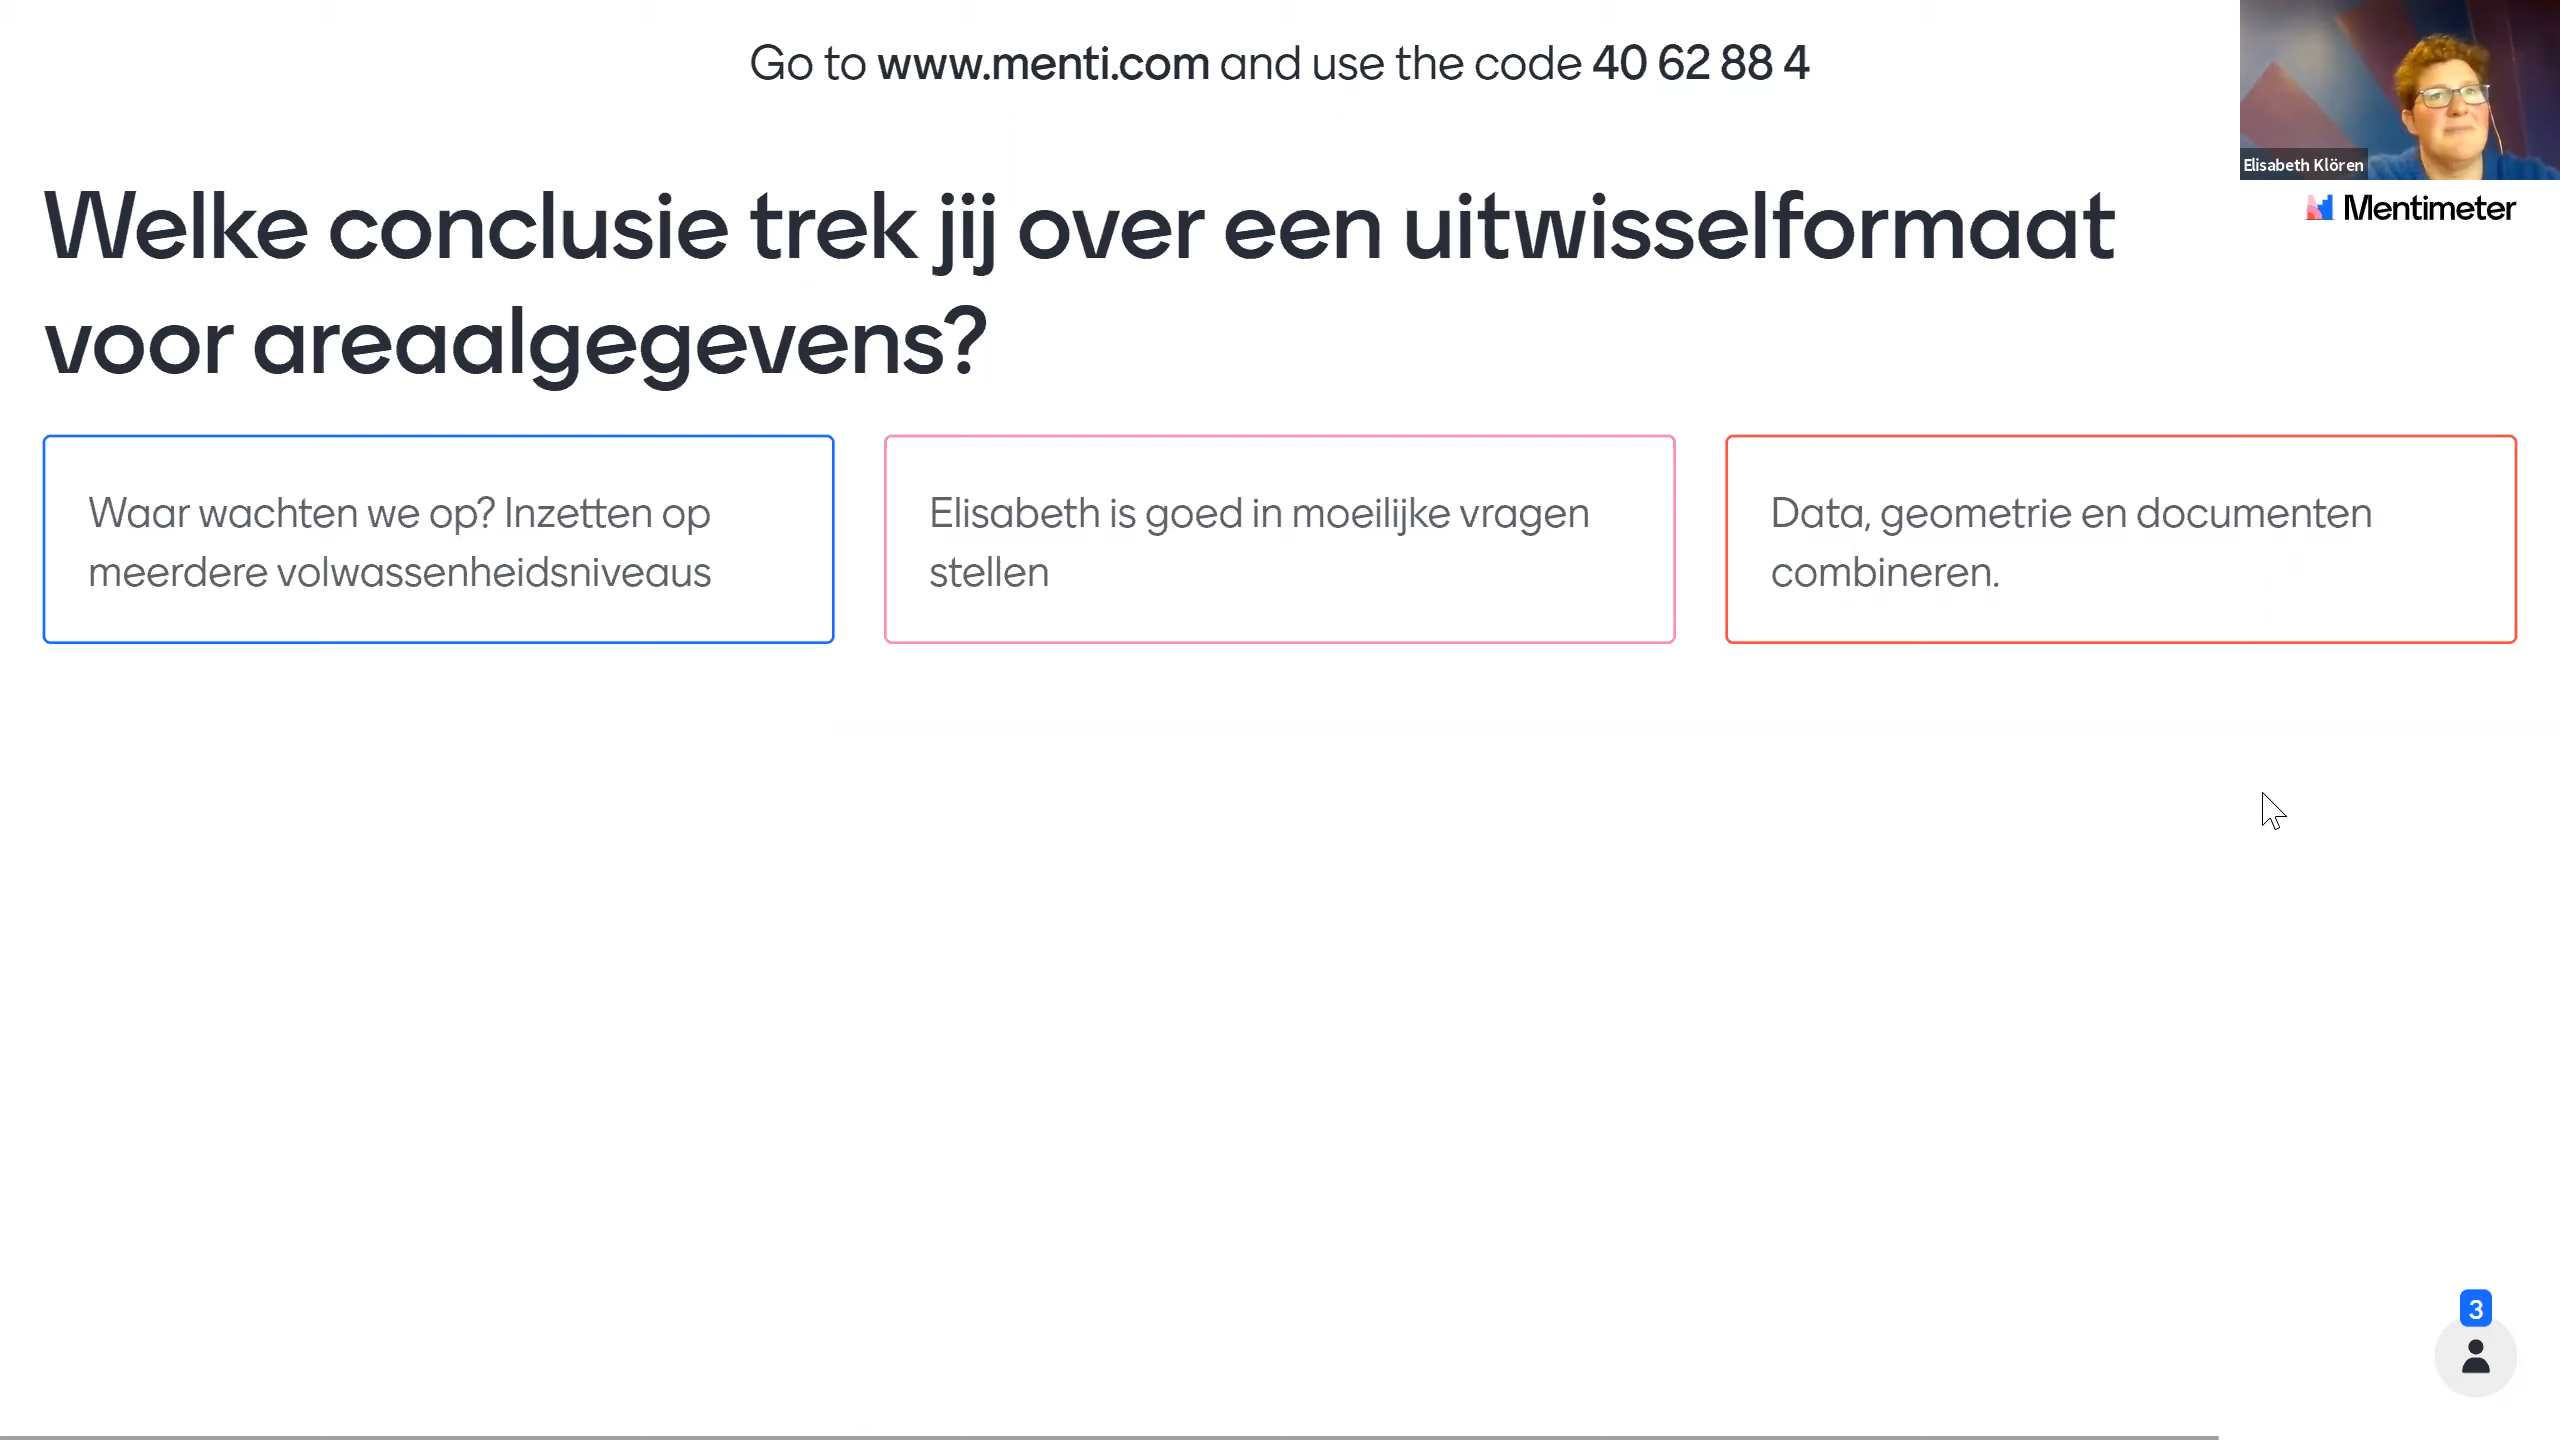 Go to www.menti.com and use the code 40 62 88 4
Elisabeth Klören
Mentimeter
Welke conclusie trek jij over een uitwisselformaat
voor areaalgegevens?
Waar wachten we op? Inzetten op
meerdere volwassenheidsniveaus
Elisabeth is goed in moeilijke vragen
stellen
Data, geometrie en documenten
combineren.
3